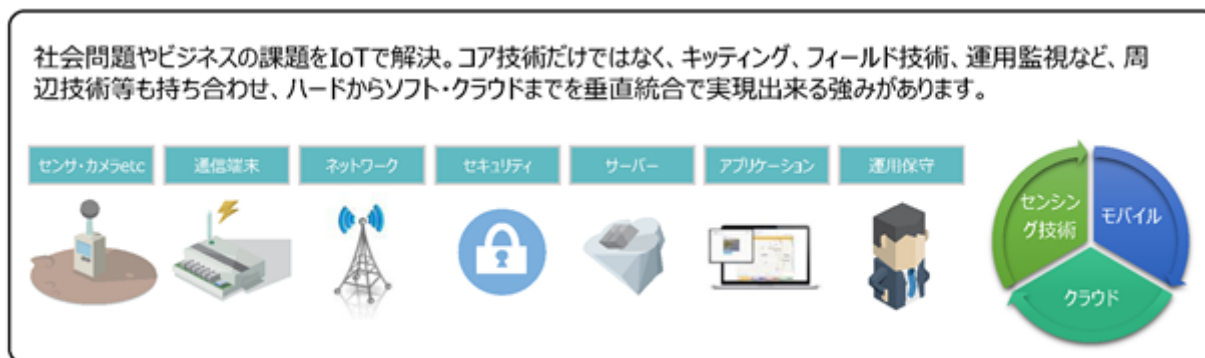 社会問題やビジネスの課題をIoTで解決。コア技術だけではなく、キッティング、フィールド技術、運用監視など、周
辺技術等も持ち合わせ、ハードからソフト・クラウドまでを垂直統合で実現出来る強みがあります。
センサ・カメラetc
通信端末
ネットワーク
セキュリティ
サーバー
アプリケーション
運用保守
センシン
グ技術
モバイル
クラウド